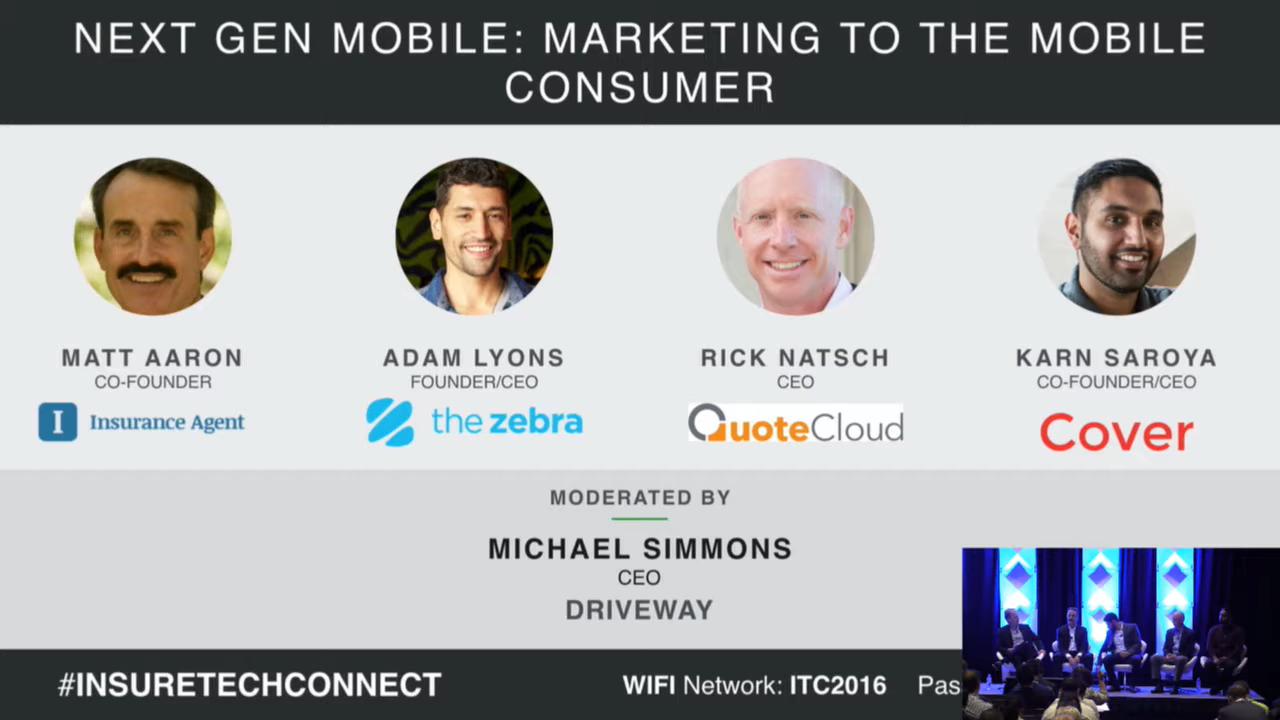 NEXT GEN MOBILE: MARKETING TO THE MOBILE
CONSUMER
MATT AARON
CO-FOUNDER
I Insurance Agent
ADAM LYONS
FOUNDER/CEO
the zebra
RICK NATSCH
CEO
QuoteCloud
KARN SAROYA
CO-FOUNDER/CEO
Cover
MODERATED BY
MICHAEL SIMMONS
CEO
DRIVEWAY
#INSURETECHCONNECT
WIFI Network: ITC2016 Pas